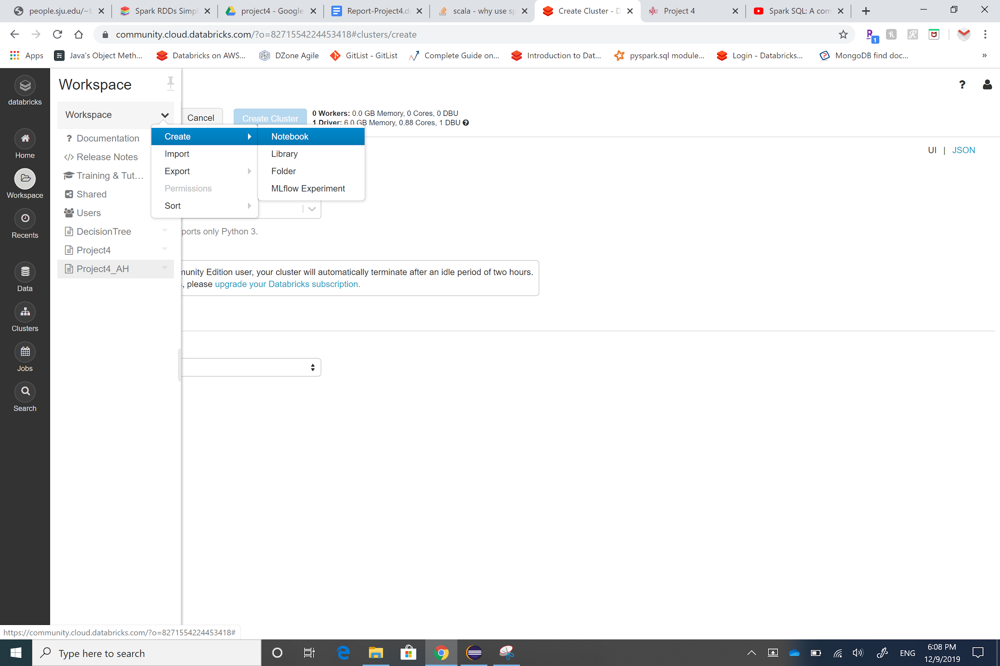 people.sju.edu/~b
Spark RDDs Simpl
project4 - Google
Report-Project4.d
scala - why use sp
Create Cluster - D
sju Project 4
Spark SQL: A com
community.cloud.databricks.com/?o=8271554224453418#clusters/create
1
Apps
Java's Object Meth...
Databricks on AWS...
DZone Agile
GitList - GitList
Complete Guide on...
Introduction to Dat...
pyspark.sql module...
Login - Databricks...
MongoDB find doc...
»
databricks
Home
Workspace
Recents
Data
Clusters
Jobs
Search
Workspace
Workspace
? Documentation
</> Release Notes
Training & Tut...
Shared
Users
DecisionTree
Project4
Project4_AH
Create
Import
Export
Permissions
Sort
Notebook
Library
Folder
MLflow Experiment
Cancel
Create Cluster
0 Workers: 0.0 GB Memory, 0 Cores, 0 DBU
1 Driver: 6.0 GB Memory, 0.88 Cores, 1 DBU ?
?
UI | JSON
ports only Python 3.
nunity Edition user, your cluster will automatically terminate after an idle period of two hours.
, please upgrade your Databricks subscription.
https://community.cloud.databricks.com/?o=8271554224453418#
Type here to search
ENG
6:08 PM
12/9/2019